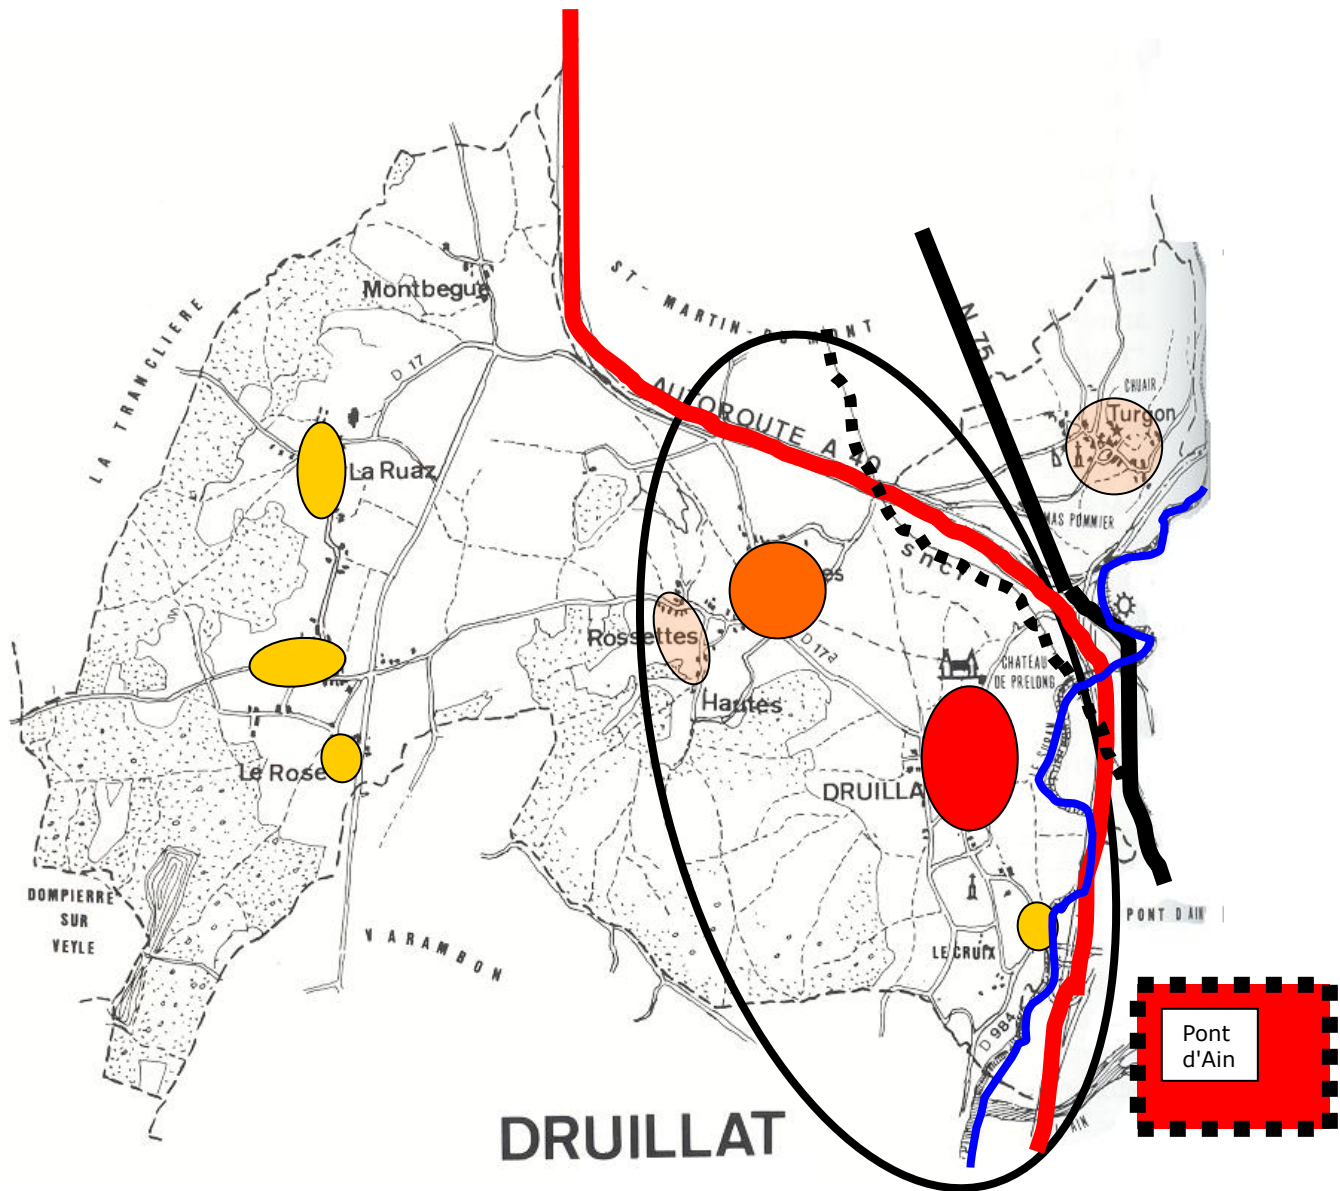 Montbegue
ST-MARTIN-DU MONT
N 75
LA TRANCLIERE
D 17
AUTOROUTE A 40
CHUAIR
Turgon
La Ruaz
MAS POMMIER
SNCF
es
Rossettes
D 17a
CHATEAU
DE PRELONG
Hautes
SURAN
Le Rose
DRUILLA
DOMPIERRE
SUR
VEYLE
VARAMBON
PONT D'AIN
LE CRUIX
D 984
Pont
d'Ain
AIN
DRUILLAT